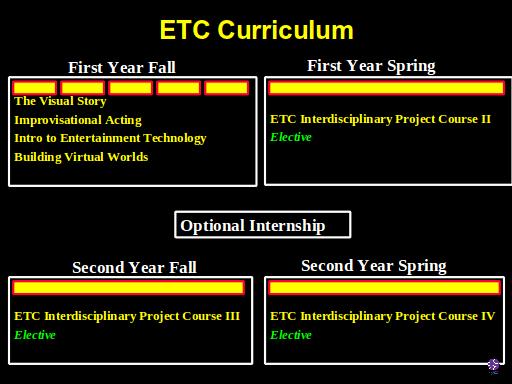 ETC Curriculum
First Year Fall
The Visual Story
Improvisational Acting
Intro to Entertainment Technology
Building Virtual Worlds
First Year Spring
ETC Interdisciplinary Project Course II
Elective
Optional Internship
Second Year Fall
ETC Interdisciplinary Project Course III
Elective
Second Year Spring
ETC Interdisciplinary Project Course IV
Elective